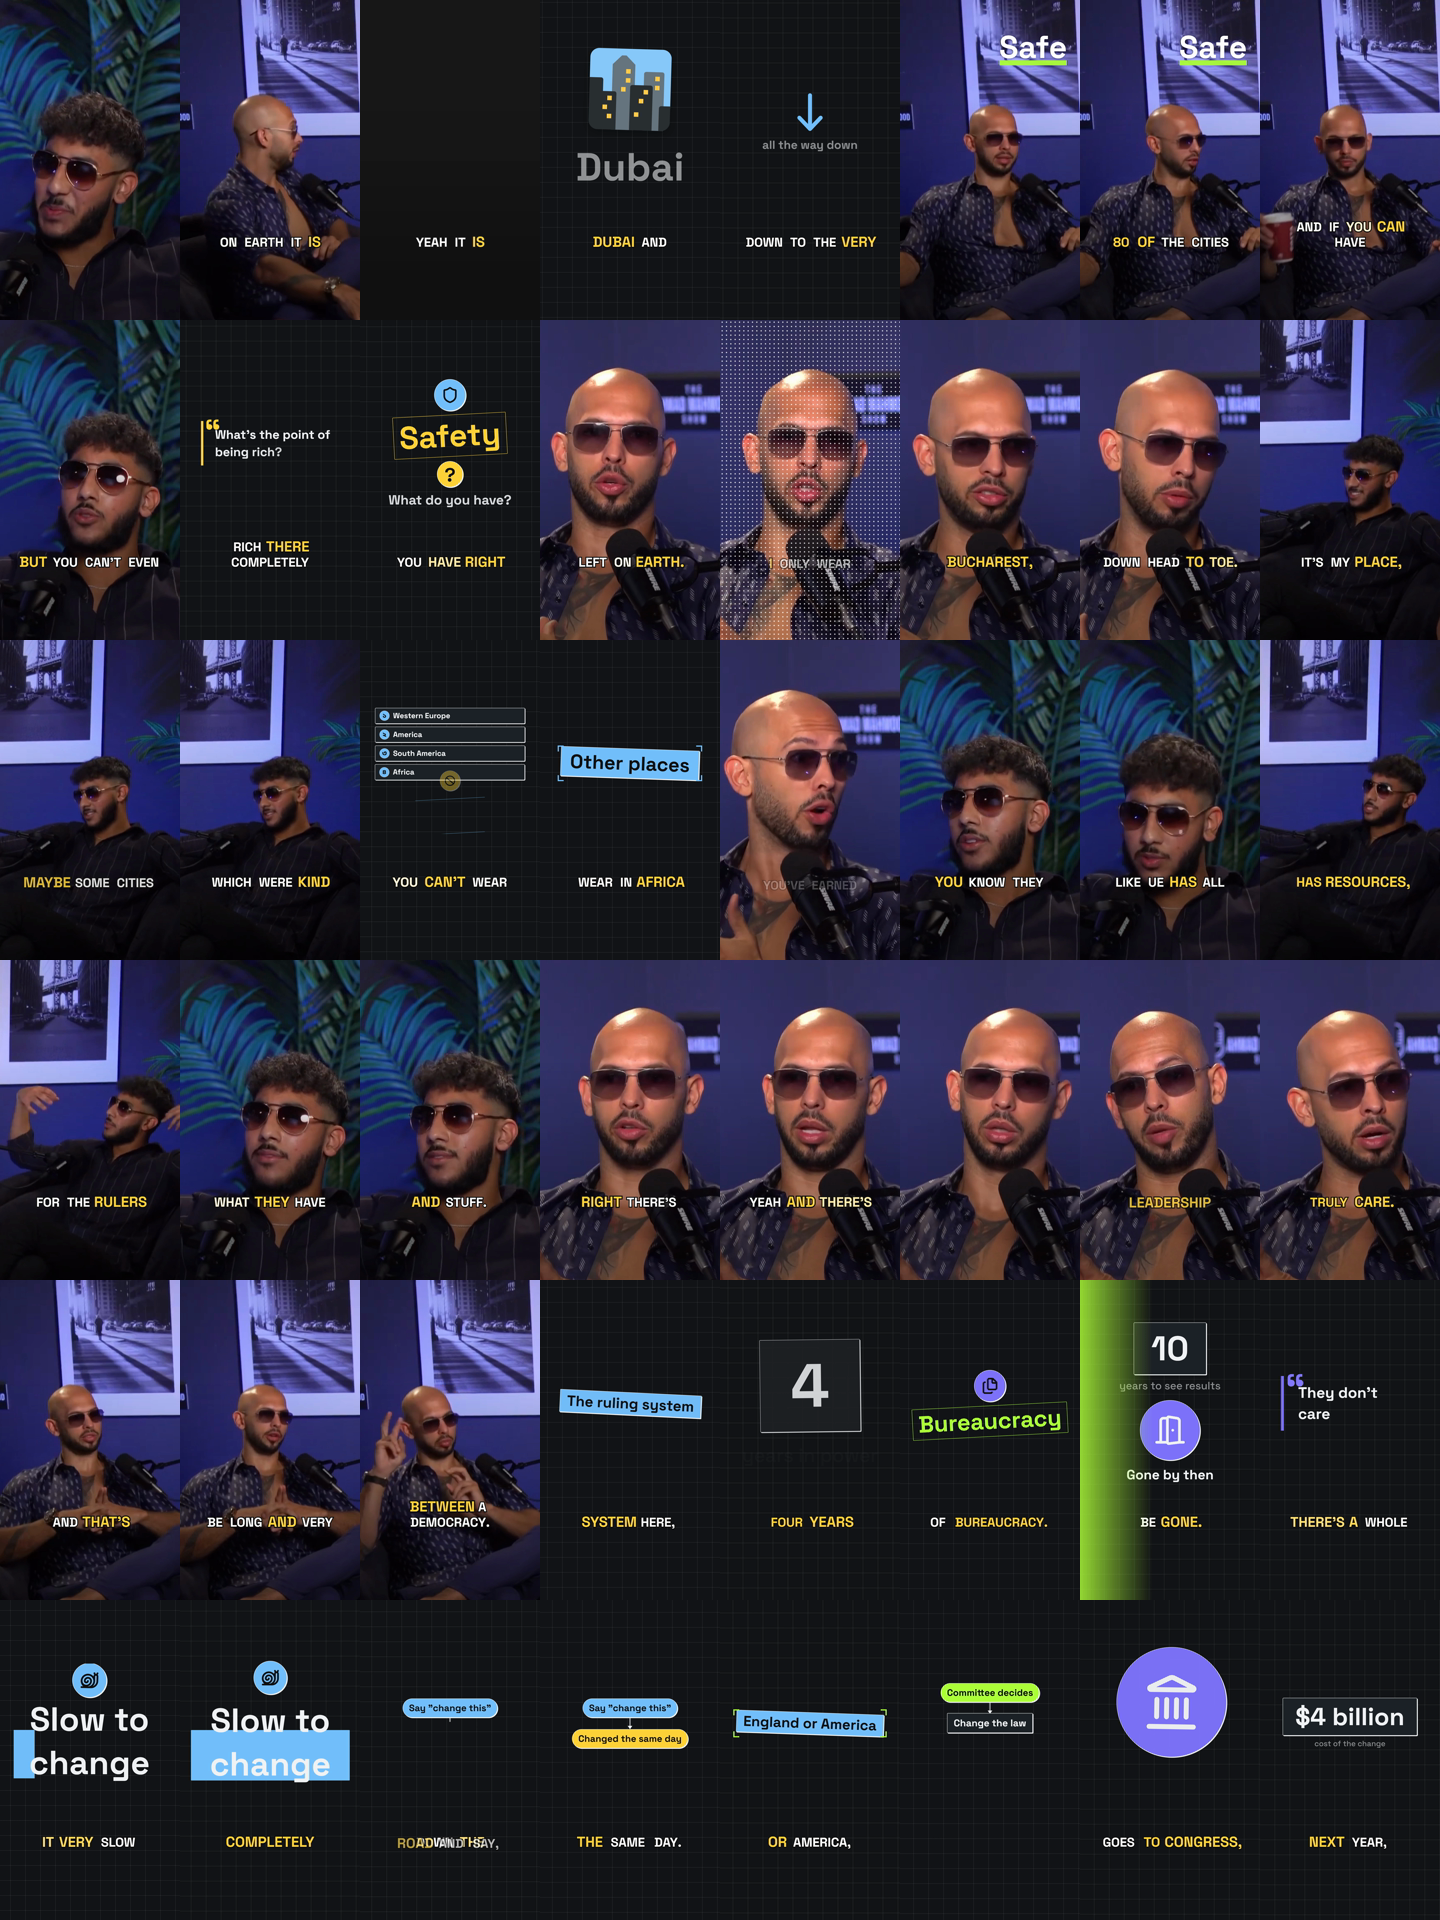 ON EARTH IT IS
YEAH IT IS
Dubai
DUBAI AND
all the way down
DOWN TO THE VERY
Safe
Safe
80 OF THE CITIES
AND IF YOU CAN
HAVE
BUT YOU CAN'T EVEN
What's the point of
being rich?
RICH THERE
COMPLETELY
Safety
?
What do you have?
YOU HAVE RIGHT
THE
SHOW
LEFT ON EARTH.
I ONLY WEAR
BUCHAREST,
DOWN HEAD TO TOE.
IT'S MY PLACE,
MAYBE SOME CITIES
WHICH WERE KIND
Western Europe
America
South America
Africa
YOU CAN'T WEAR
Other places
WEAR IN AFRICA
SHOW
YOU'VE EARNED
YOU KNOW THEY
LIKE UE HAS ALL
HAS RESOURCES,
FOR THE RULERS
WHAT THEY HAVE
AND STUFF.
RIGHT THERE'S
YEAH AND THERE'S
LEADERSHIP
TRULY CARE.
AND THAT'S
BE LONG AND VERY
BETWEEN A
DEMOCRACY.
The ruling system
SYSTEM HERE,
4
FOUR YEARS
Bureaucracy
OF BUREAUCRACY.
10
years to see results
Gone by then
BE GONE.
They don't
care
THERE'S A WHOLE
Slow to
change
IT VERY SLOW
Slow to
change
COMPLETELY
Say "change this"
ROAD AND SAY,
Say "change this"
Changed the same day
THE SAME DAY.
England or America
OR AMERICA,
Committee decides
Change the law
GOES TO CONGRESS,
$4 billion
cost of the change
NEXT YEAR,